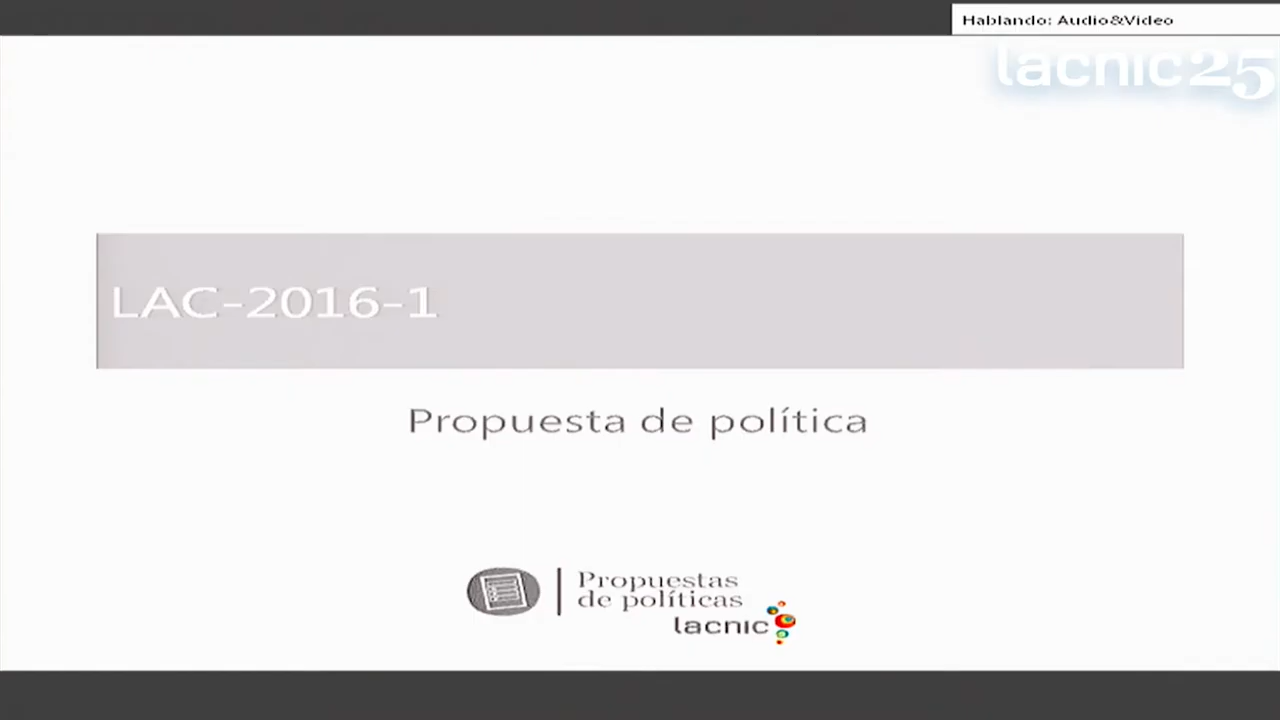 Hablando: Audio&Video
lacnic25
LAC-2016-1
Propuesta de política
Propuestas
de políticas
lacnic